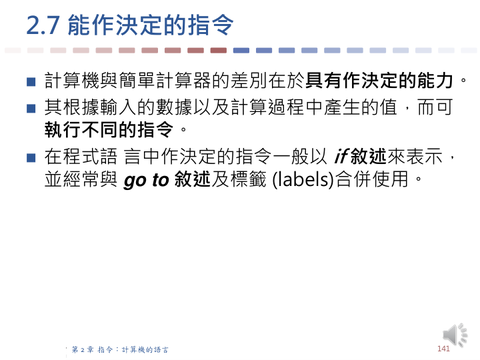 2.7 能作決定的指令
計算機與簡單計算器的差別在於具有作決定的能力。
其根據輸入的數據以及計算過程中產生的值，而可
執行不同的指令。
在程式語 言中作決定的指令一般以 if 敘述來表示，
並經常與 go to 敘述及標籤 (labels)合併使用。
第 2 章 指令：計算機的語言
141